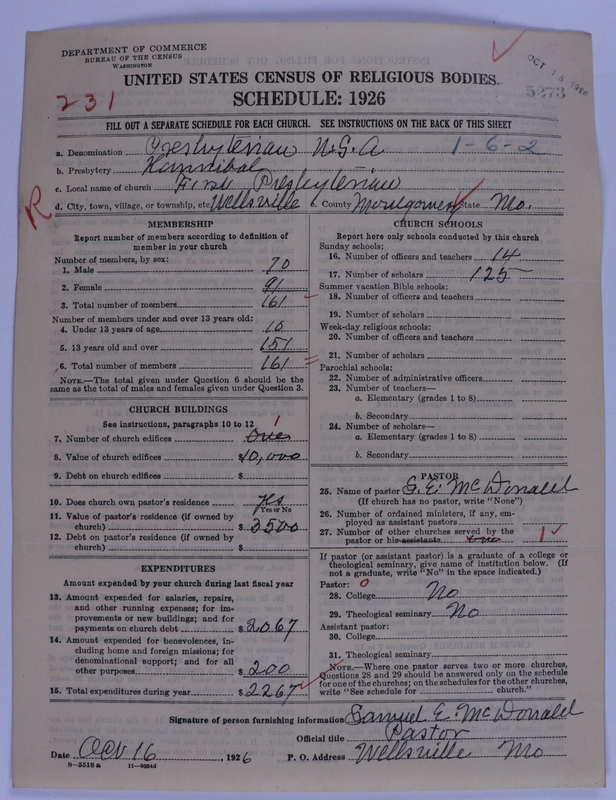 DEPARTMENT OF COMMERCE
BUREAU OF THE CENSUS
WASHINGTON
OCT 18 1926
5273
UNITED STATES CENSUS OF RELIGIOUS BODIES
231
SCHEDULE: 1926
FILL OUT A SEPARATE SCHEDULE FOR EACH CHURCH. SEE INSTRUCTIONS ON THE BACK OF THIS SHEET
a. Denomination Presbyterian U.S.A 1-6-2
b. Presbytery Hannibal
c. Local name of church First Presbyterian
R d. City, town, village, or township, etc Wellsville e. County Montgomery State Mo.
MEMBERSHIP
Report number of members according to definition of
member in your church
Number of members, by sex:
1. Male 70
2. Female 91
3. Total number of members 161
Number of members under and over 13 years old:
4. Under 13 years of age 10
5. 13 years old and over 151
6. Total number of members 161
NOTE.—The total given under Question 6 should be the
same as the total of males and females given under Question 3.
CHURCH BUILDINGS
See instructions, paragraphs 10 to 12
1
7. Number of church edifices One
8. Value of church edifices $10,000
9. Debt on church edifices $
10. Does church own pastor's residence Yes
Yes or No
11. Value of pastor's residence (if owned by
church) $3500
12. Debt on pastor's residence (if owned by
church) $
EXPENDITURES
Amount expended by your church during last fiscal year
13. Amount expended for salaries, repairs,
and other running expenses; for im-
provements or new buildings; and for
payments on church debt $2067
14. Amount expended for benevolences, in-
cluding home and foreign missions; for
denominational support; and for all
other purposes $200
15. Total expenditures during year $2267
CHURCH SCHOOLS
Report here only schools conducted by this church
Sunday schools:
16. Number of officers and teachers 14
17. Number of scholars 125
Summer vacation Bible schools:
18. Number of officers and teachers
19. Number of scholars
Week-day religious schools:
20. Number of officers and teachers
21. Number of scholars
Parochial schools:
22. Number of administrative officers
23. Number of teachers—
a. Elementary (grades 1 to 8)
b. Secondary
24. Number of scholars—
a. Elementary (grades 1 to 8)
b. Secondary
PASTOR
25. Name of pastor S. E. McDonald
(If church has no pastor, write "None")
26. Number of ordained ministers, if any, em-
ployed as assistant pastors
27. Number of other churches served by the
pastor or his assistants 1
If pastor (or assistant pastor) is a graduate of a college or
theological seminary, give name of institution below. (If
not a graduate, write "No" in the space indicated.)
Pastor: 0
28. College No
29. Theological seminary No
Assistant pastor:
30. College
31. Theological seminary
NOTE.—Where one pastor serves two or more churches,
Questions 28 and 29 should be answered only on the schedule
for one of the churches; on the schedules for the other churches,
write "See schedule for church."
Signature of person furnishing information Samuel E. McDonald
Official title Pastor
Date Oct 16, 1926 P. O. Address Wellsville Mo
8—5518 a 11—9664d